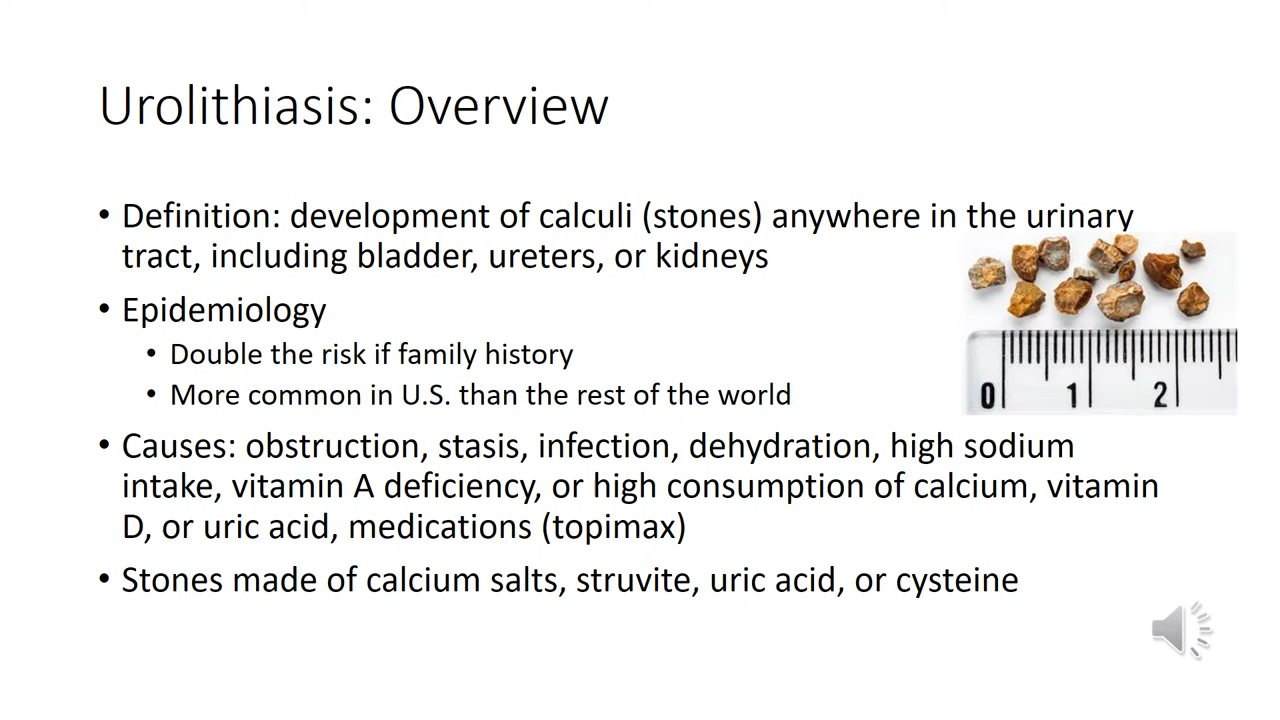 Urolithiasis: Overview
• Definition: development of calculi (stones) anywhere in the urinary
tract, including bladder, ureters, or kidneys
• Epidemiology
• Double the risk if family history
• More common in U.S. than the rest of the world
0 1 2
• Causes: obstruction, stasis, infection, dehydration, high sodium
intake, vitamin A deficiency, or high consumption of calcium, vitamin
D, or uric acid, medications (topimax)
• Stones made of calcium salts, struvite, uric acid, or cysteine